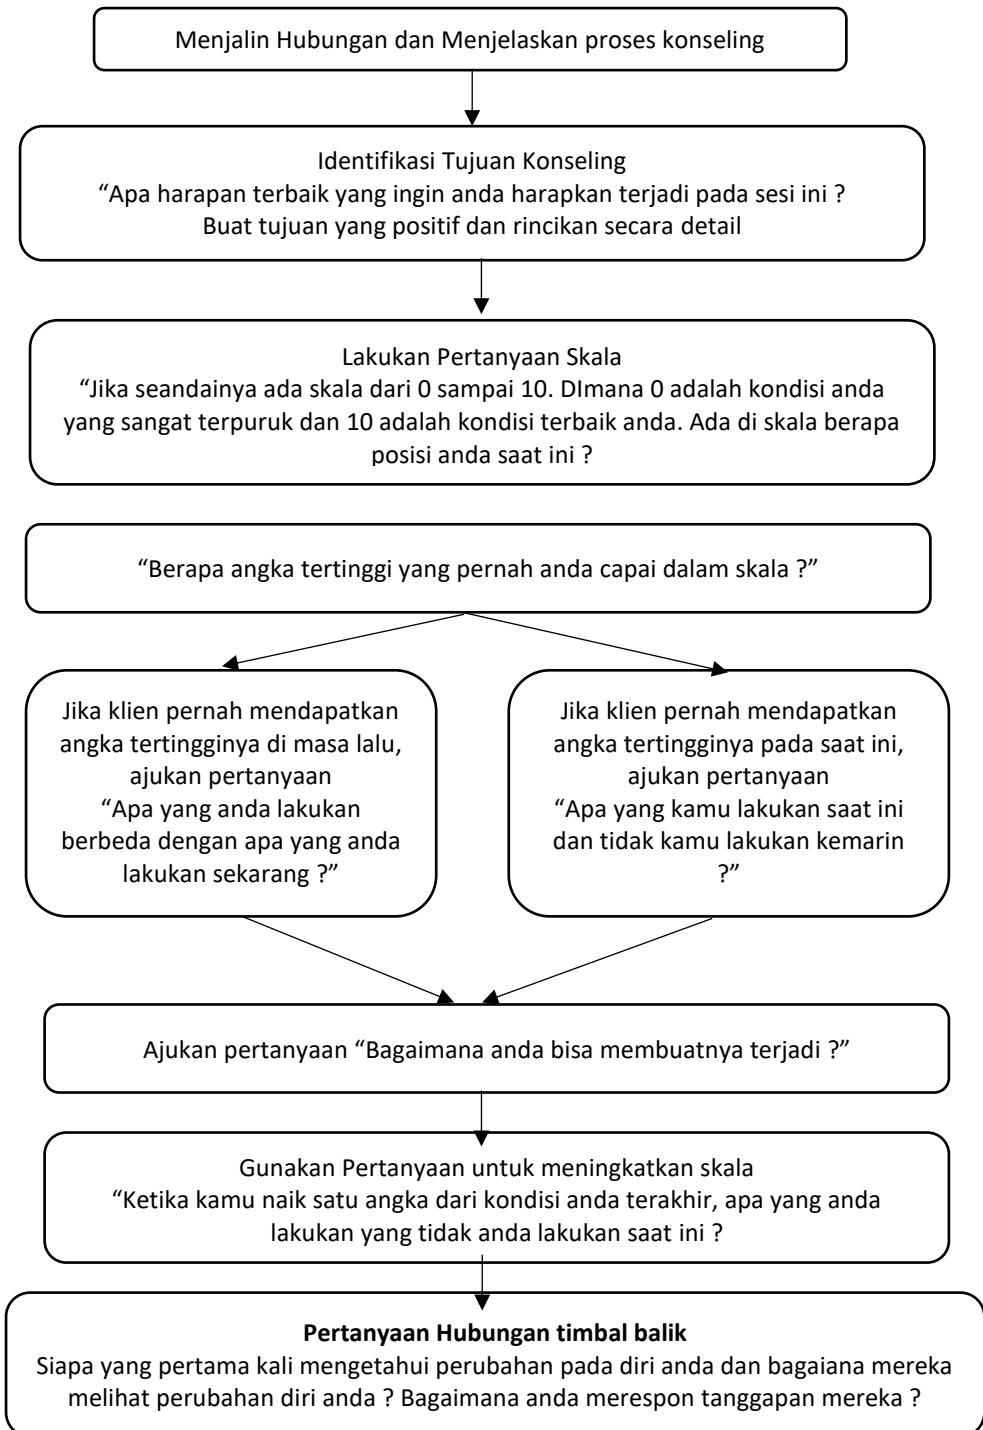 Menjalin Hubungan dan Menjelaskan proses konseling
Identifikasi Tujuan Konseling
“Apa harapan terbaik yang ingin anda harapkan terjadi pada sesi ini ?
Buat tujuan yang positif dan rincikan secara detail
Lakukan Pertanyaan Skala
“Jika seandainya ada skala dari 0 sampai 10. DImana 0 adalah kondisi anda
yang sangat terpuruk dan 10 adalah kondisi terbaik anda. Ada di skala berapa
posisi anda saat ini ?
“Berapa angka tertinggi yang pernah anda capai dalam skala ?”
Jika klien pernah mendapatkan
angka tertingginya di masa lalu,
ajukan pertanyaan
“Apa yang anda lakukan
berbeda dengan apa yang anda
lakukan sekarang ?”
Jika klien pernah mendapatkan
angka tertingginya pada saat ini,
ajukan pertanyaan
“Apa yang kamu lakukan saat ini
dan tidak kamu lakukan kemarin
?”
Ajukan pertanyaan “Bagaimana anda bisa membuatnya terjadi ?”
Gunakan Pertanyaan untuk meningkatkan skala
“Ketika kamu naik satu angka dari kondisi anda terakhir, apa yang anda
lakukan yang tidak anda lakukan saat ini ?
Pertanyaan Hubungan timbal balik
Siapa yang pertama kali mengetahui perubahan pada diri anda dan bagaiana mereka
melihat perubahan diri anda ? Bagaimana anda merespon tanggapan mereka ?